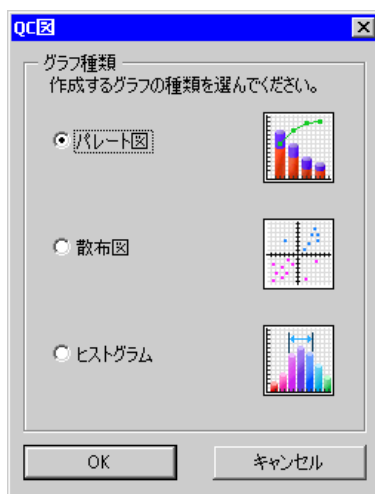 QC図
グラフ種類
作成するグラフの種類を選んでください。
パレート図
散布図
ヒストグラム
OK
キャンセル